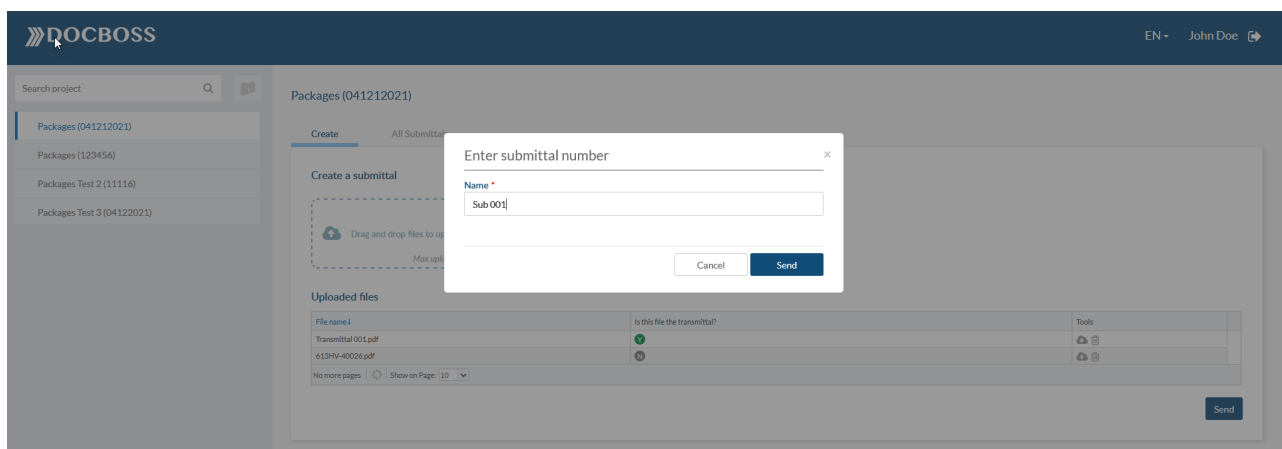 DOCBOSS
EN John Doe
Search project
Packages (041212021)
Packages (123456)
Packages Test 2 (11116)
Packages Test 3 (04122021)
Packages (041212021)
Create All Submittal
Create a submittal
Drag and drop files to up
Max uplo
Enter submittal number ×
Name *
Sub 001
Cancel Send
Uploaded files
File name↓ Is this file the transmittal? Tools
Transmittal 001.pdf Y
613HV-40026.pdf N
No more pages Show on Page: 10
Send